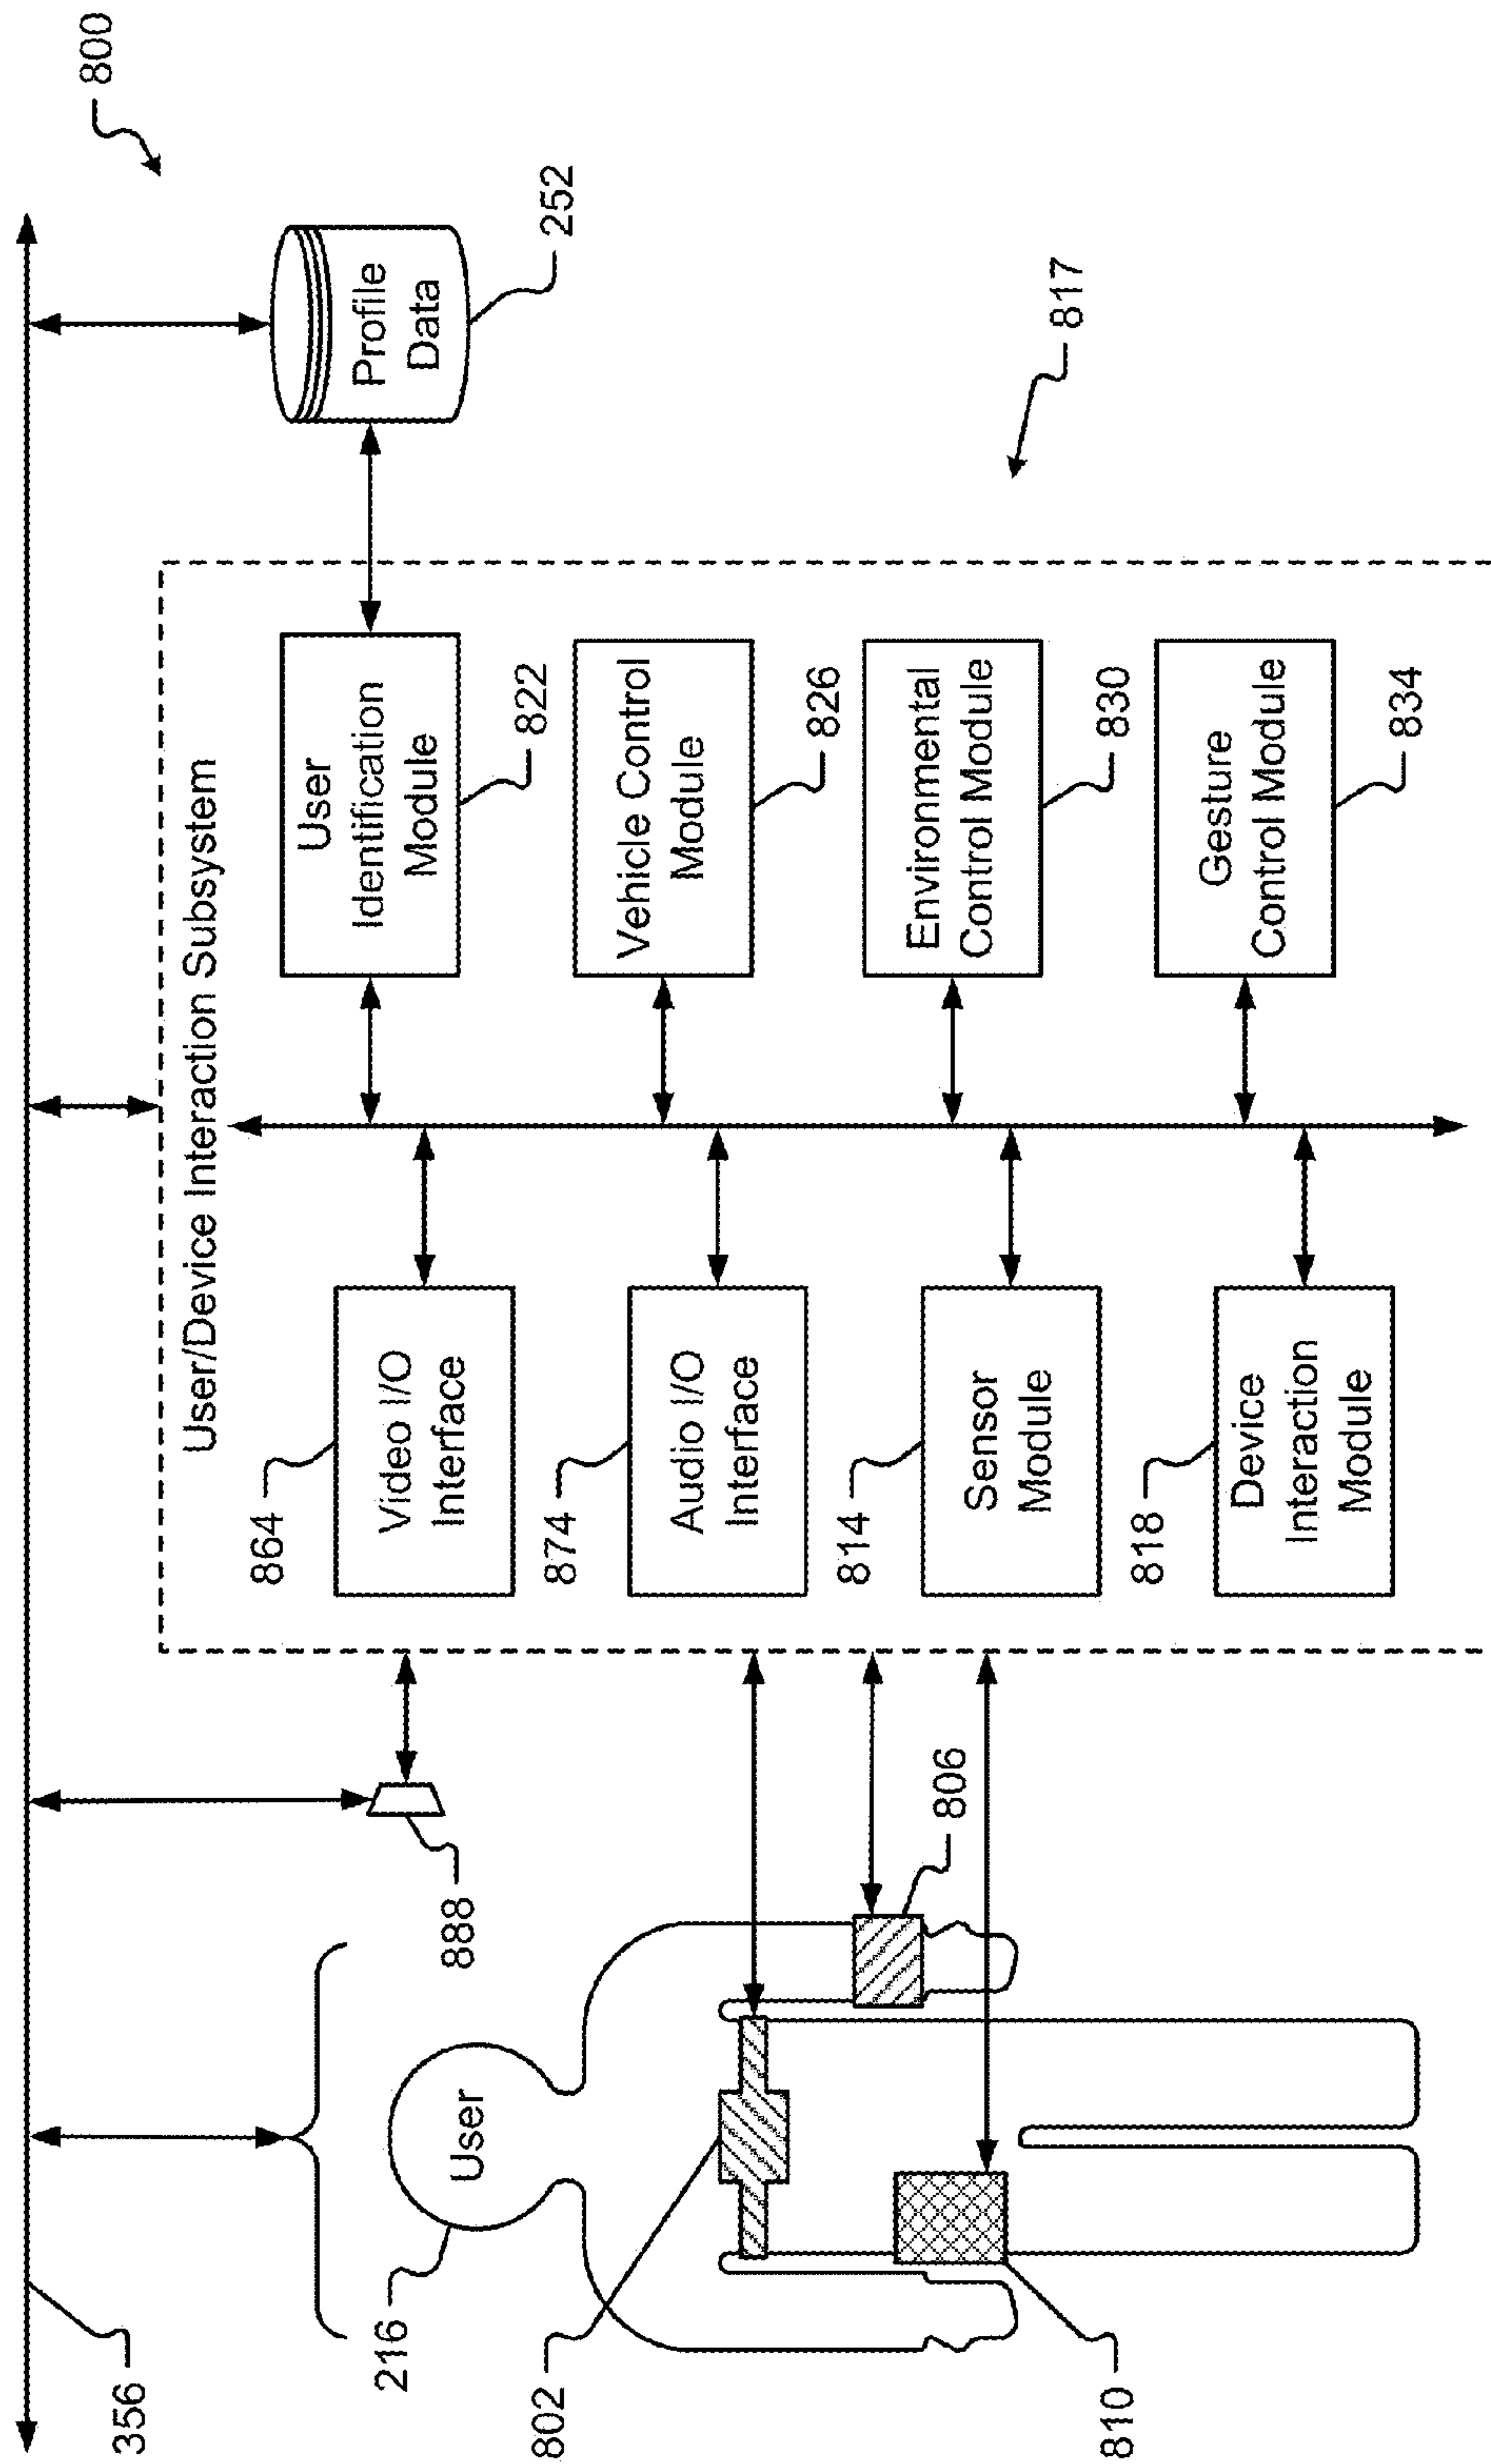 800
356
252
Profile
Data
817
User/Device Interaction Subsystem
864
Video I/O
Interface
User
Identification
Module
822
874
Audio I/O
Interface
Vehicle Control
Module
826
814
Sensor
Module
Environmental
Control Module
830
818
Device
Interaction
Module
Gesture
Control Module
834
888
216
User
802
806
810